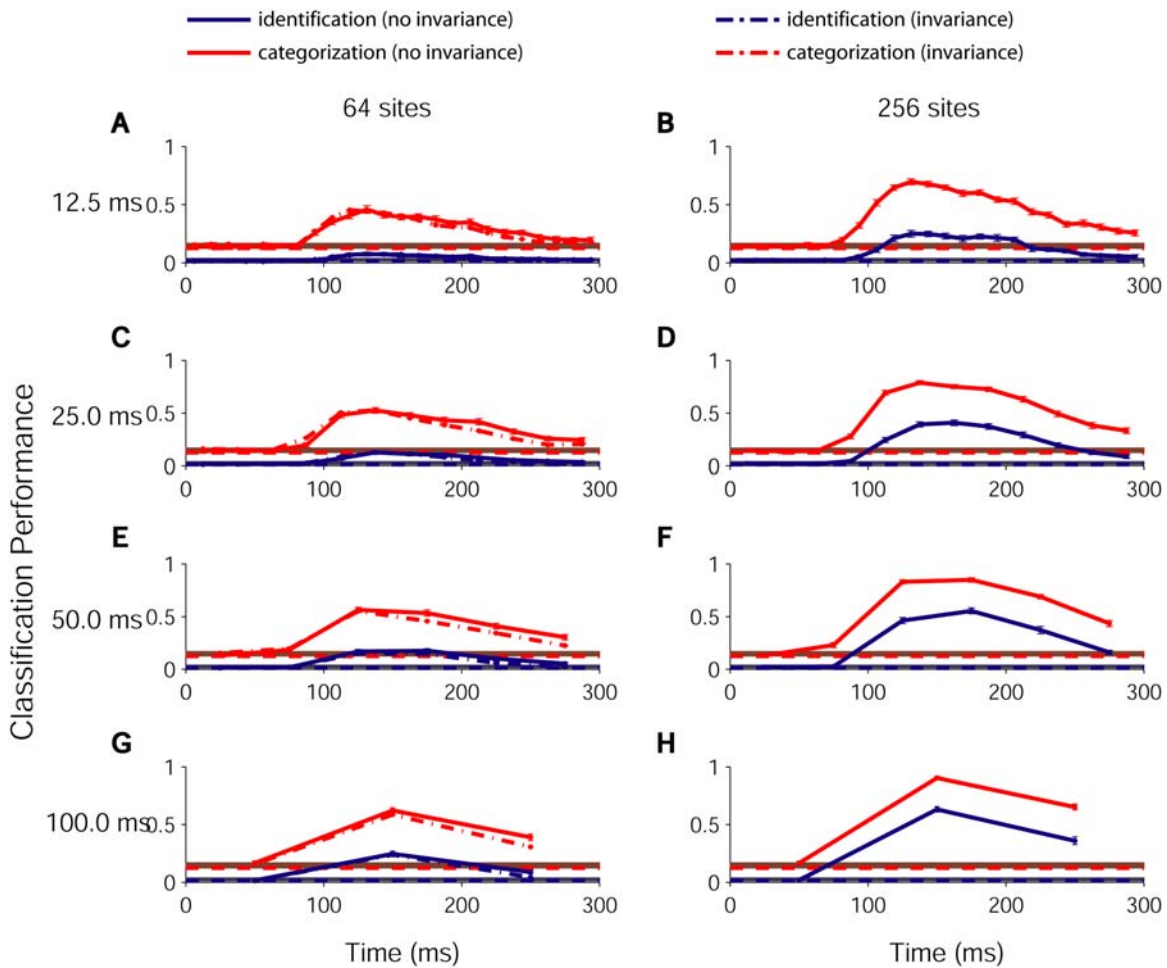 identification (no invariance)
categorization (no invariance)
identification (invariance)
categorization (invariance)
64 sites
256 sites
A
B
12.5 ms
1
0.5
0
0
100
200
300
1
0.5
0
0
100
200
300
C
D
25.0 ms
1
0.5
0
0
100
200
300
1
0.5
0
0
100
200
300
Classification Performance
E
F
50.0 ms
1
0.5
0
0
100
200
300
1
0.5
0
0
100
200
300
G
H
100.0 ms
1
0.5
0
0
100
200
300
1
0.5
0
0
100
200
300
Time (ms)
Time (ms)